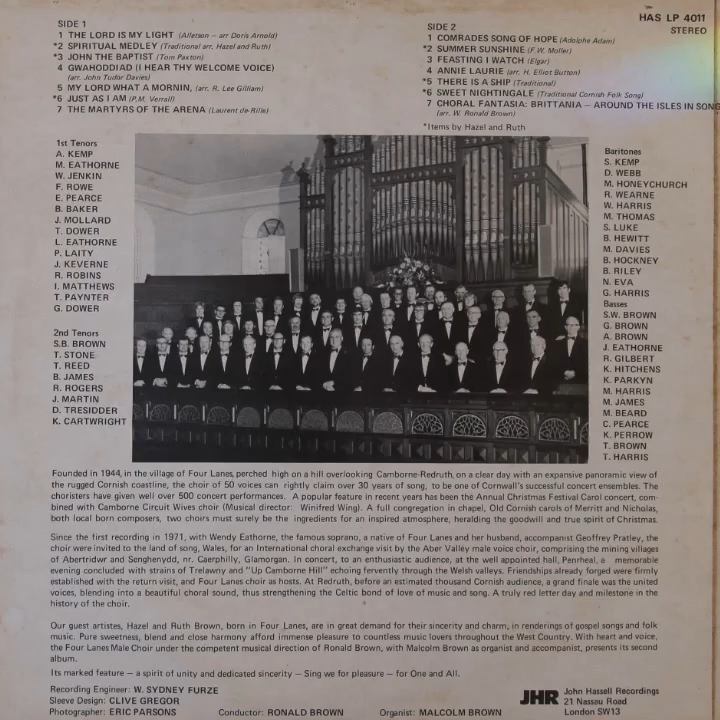 HAS LP 4011
STEREO
SIDE 1
1 THE LORD IS MY LIGHT (Alletson – arr Doris Arnold)
*2 SPIRITUAL MEDLEY (Traditional arr. Hazel and Ruth)
*3 JOHN THE BAPTIST (Tom Paxton)
4 GWAHODDIAD (I HEAR THY WELCOME VOICE)
(arr. John Tudor Davies)
5 MY LORD WHAT A MORNIN, (arr. R. Lee Gilliam)
*6 JUST AS I AM (P.M. Verrall)
7 THE MARTYRS OF THE ARENA (Laurent de Rille)
SIDE 2
1 COMRADES SONG OF HOPE (Adolphe Adam)
*2 SUMMER SUNSHINE (F.W. Moller)
3 FEASTING I WATCH (Elgar)
4 ANNIE LAURIE (arr. H. Elliot Button)
*5 THERE IS A SHIP (Traditional)
*6 SWEET NIGHTINGALE (Traditional Cornish Folk Song)
7 CHORAL FANTASIA: BRITTANIA – AROUND THE ISLES IN SONG
(arr. W. Ronald Brown)
*Items by Hazel and Ruth
1st Tenors
A. KEMP
M. EATHORNE
W. JENKIN
F. ROWE
E. PEARCE
B. BAKER
J. MOLLARD
T. DOWER
L. EATHORNE
P. LAITY
J. KEVERNE
R. ROBINS
I. MATTHEWS
T. PAYNTER
G. DOWER
2nd Tenors
S.B. BROWN
T. STONE
T. REED
B. JAMES
R. ROGERS
J. MARTIN
D. TRESIDDER
K. CARTWRIGHT
Baritones
S. KEMP
D. WEBB
M. HONEYCHURCH
R. WEARNE
W. HARRIS
M. THOMAS
S. LUKE
B. HEWITT
M. DAVIES
B. HOCKNEY
B. RILEY
N. EVA
G. HARRIS
Basses
S.W. BROWN
G. BROWN
A. BROWN
J. EATHORNE
R. GILBERT
K. HITCHENS
K. PARKYN
M. HARRIS
M. JAMES
M. BEARD
C. PEARCE
K. PERROW
T. BROWN
T. HARRIS
Founded in 1944, in the village of Four Lanes, perched high on a hill overlooking Camborne-Redruth, on a clear day with an expansive panoramic view of
the rugged Cornish coastline, the choir of 50 voices can rightly claim over 30 years of song, to be one of Cornwall's successful concert ensembles. The
choristers have given well over 500 concert performances. A popular feature in recent years has been the Annual Christmas Festival Carol concert, com-
bined with Camborne Circuit Wives choir (Musical director: Winifred Wing). A full congregation in chapel, Old Cornish carols of Merritt and Nicholas,
both local born composers, two choirs must surely be the ingredients for an inspired atmosphere, heralding the goodwill and true spirit of Christmas.
Since the first recording in 1971, with Wendy Eathorne, the famous soprano, a native of Four Lanes and her husband, accompanist Geoffrey Pratley, the
choir were invited to the land of song, Wales, for an International choral exchange visit by the Aber Valley male voice choir, comprising the mining villages
of Abertridwr and Senghenydd, nr. Caerphilly, Glamorgan. In concert, to an enthusiastic audience, at the well appointed hall, Penrheal, a memorable
evening concluded with strains of Trelawny and "Up Camborne Hill" echoing fervently through the Welsh valleys. Friendships already forged were firmly
established with the return visit, and Four Lanes choir as hosts. At Redruth, before an estimated thousand Cornish audience, a grand finale was the united
voices, blending into a beautiful choral sound, thus strengthening the Celtic bond of love of music and song. A truly red letter day and milestone in the
history of the choir.
Our guest artistes, Hazel and Ruth Brown, born in Four Lanes, are in great demand for their sincerity and charm, in renderings of gospel songs and folk
music. Pure sweetness, blend and close harmony afford immense pleasure to countless music lovers throughout the West Country. With heart and voice,
the Four Lanes Male Choir under the competent musical direction of Ronald Brown, with Malcolm Brown as organist and accompanist, presents its second
album.
Its marked feature – a spirit of unity and dedicated sincerity – Sing we for pleasure – for One and All.
Recording Engineer: W. SYDNEY FURZE
Sleeve Design: CLIVE GREGOR
Photographer: ERIC PARSONS Conductor: RONALD BROWN Organist: MALCOLM BROWN
JHR John Hassell Recordings
21 Nassau Road
London SW13